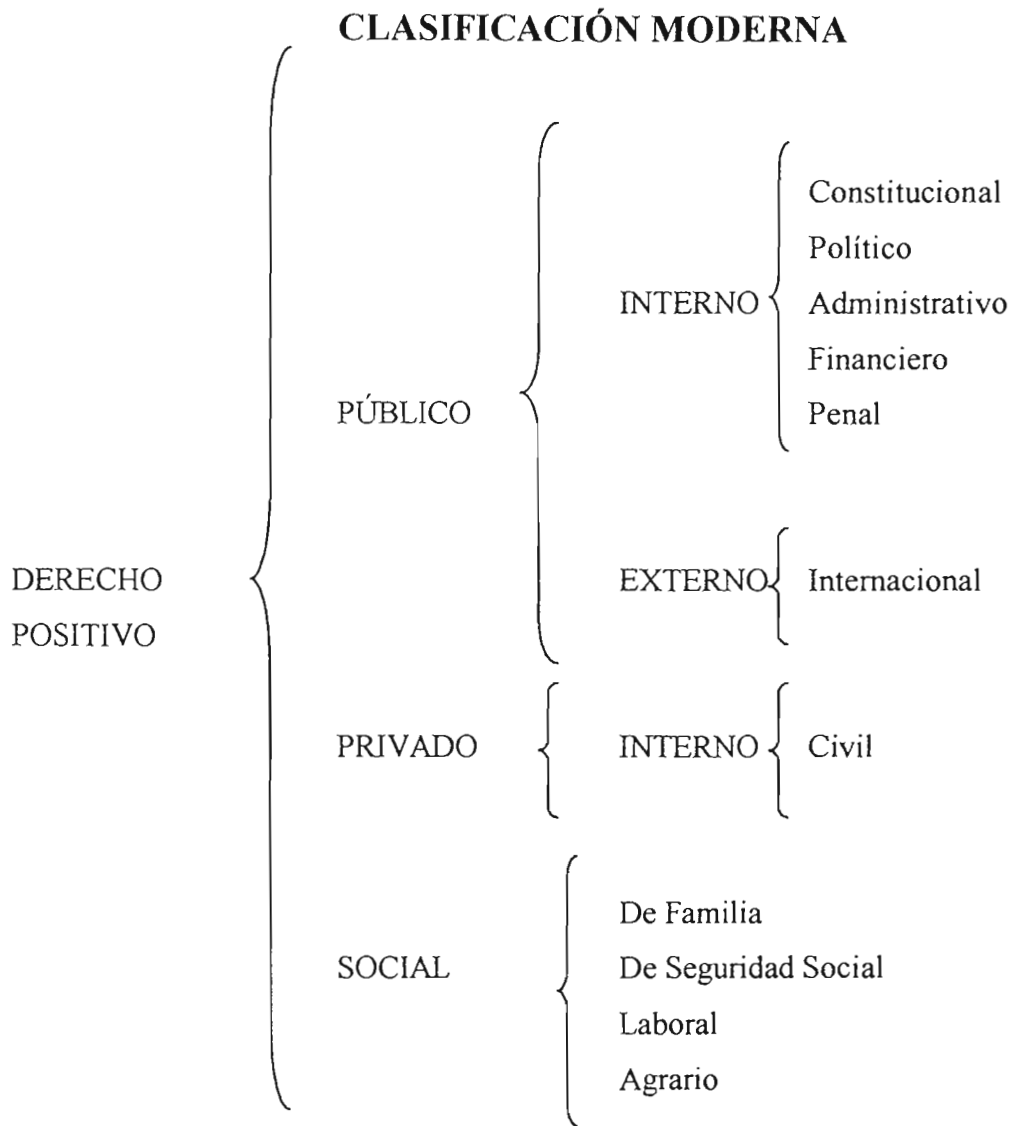 CLASIFICACIÓN MODERNA
DERECHO
POSITIVO
PÚBLICO
INTERNO
Constitucional
Político
Administrativo
Financiero
Penal
EXTERNO
Internacional
PRIVADO
INTERNO
Civil
SOCIAL
De Familia
De Seguridad Social
Laboral
Agrario